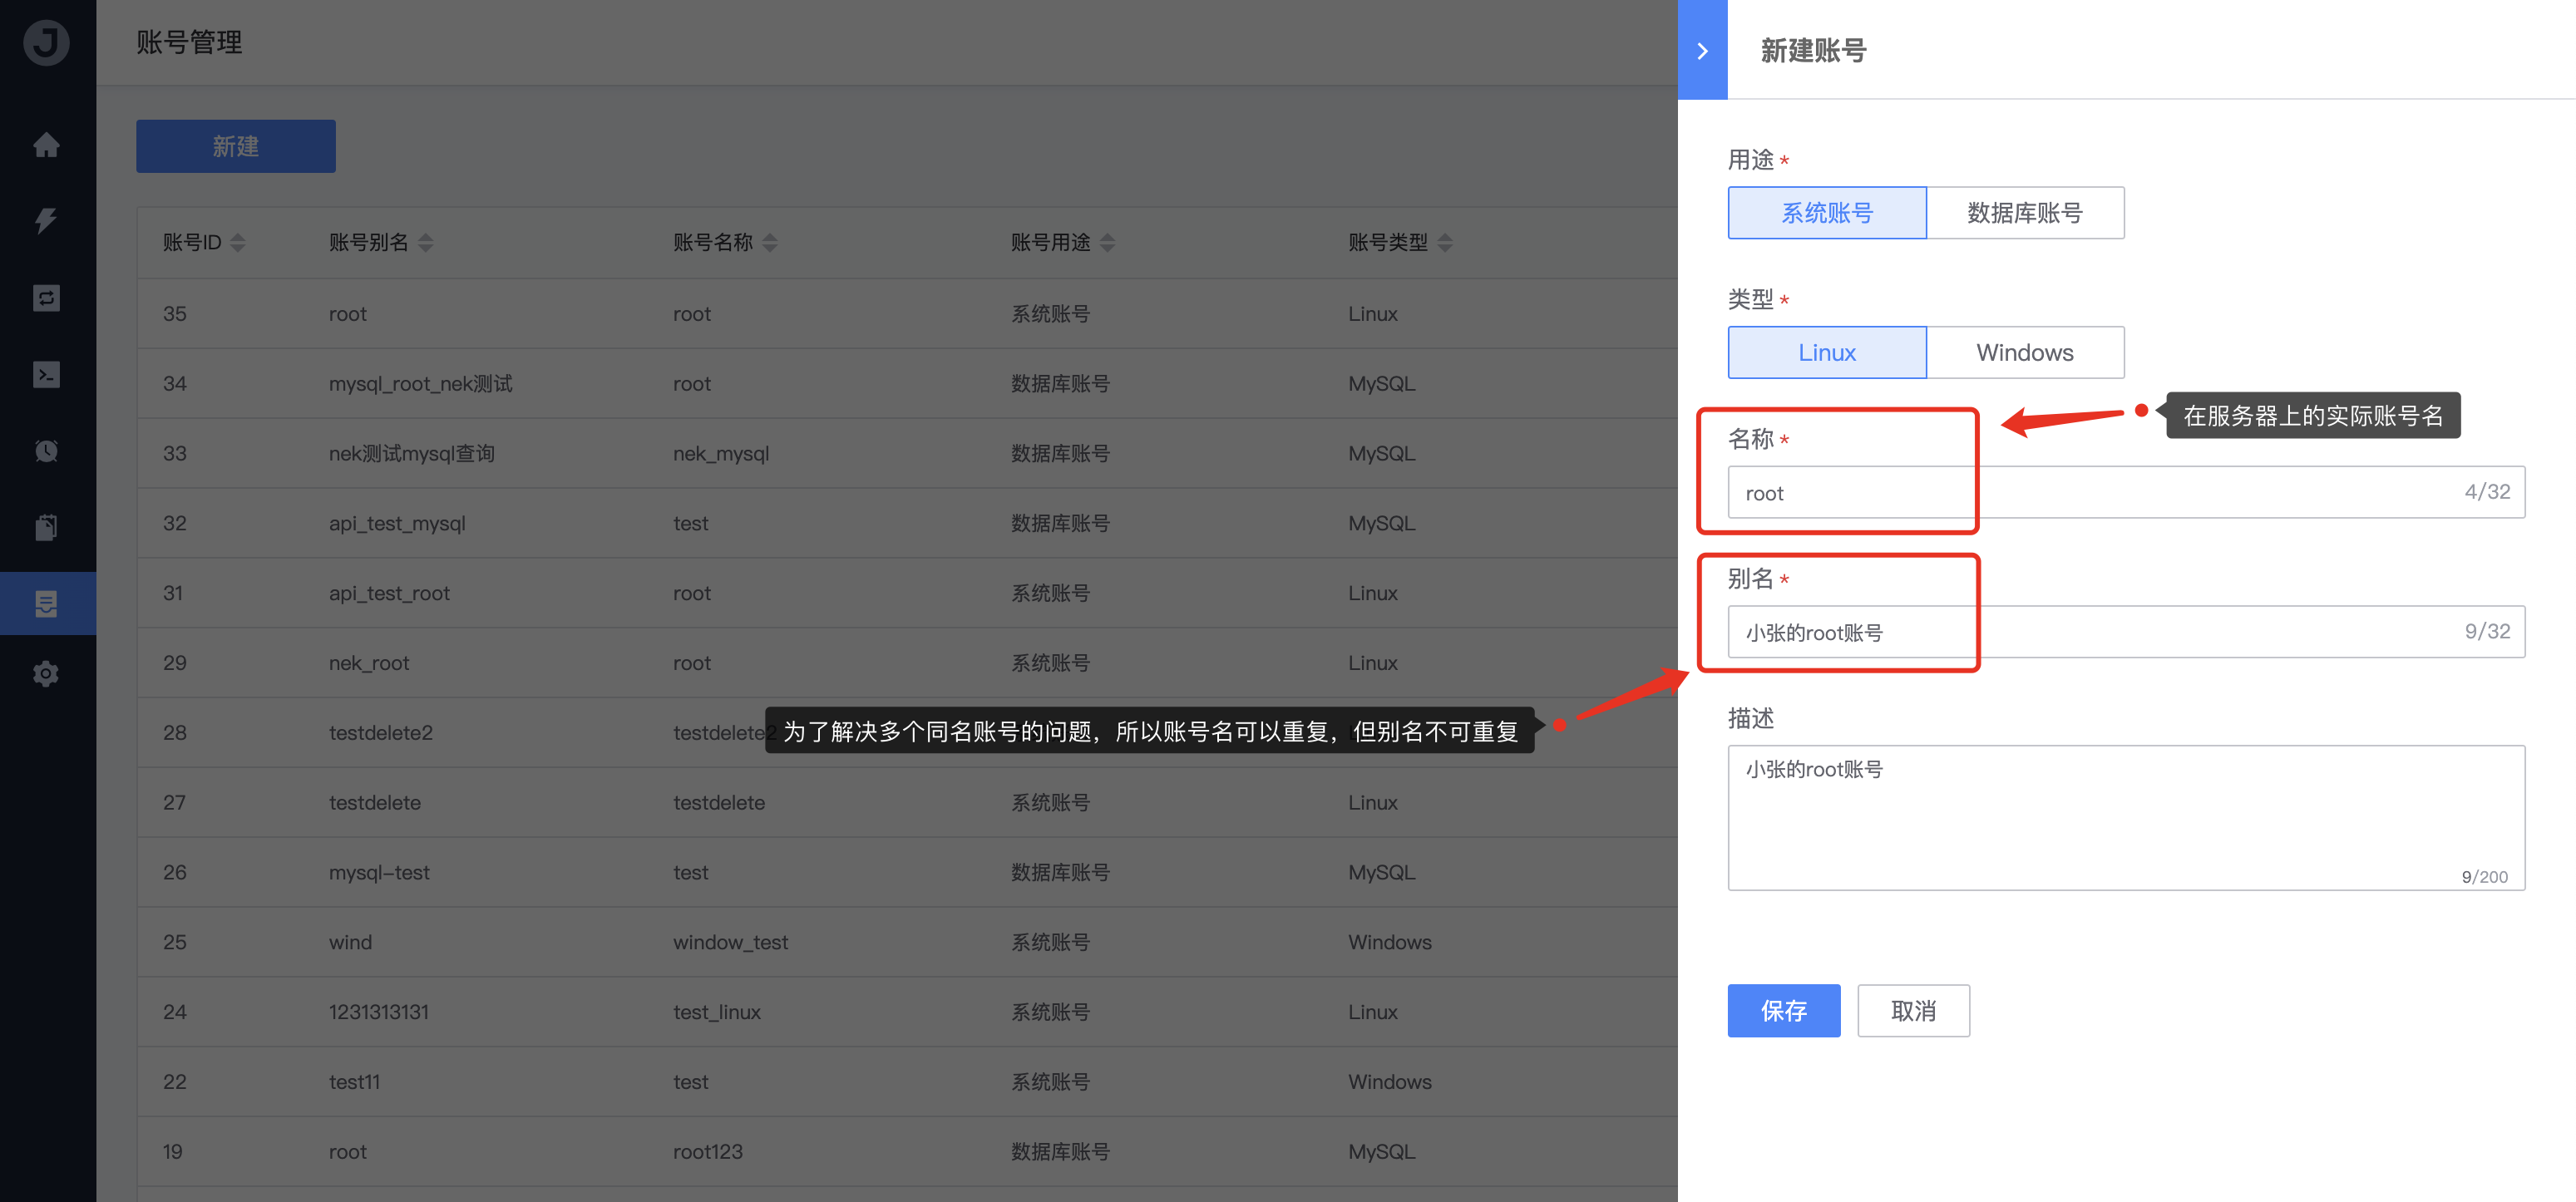 J
账号管理
新建
账号ID 账号别名 账号名称 账号用途 账号类型
35 root root 系统账号 Linux
34 mysql_root_nek测试 root 数据库账号 MySQL
33 nek测试mysql查询 nek_mysql 数据库账号 MySQL
32 api_test_mysql test 数据库账号 MySQL
31 api_test_root root 系统账号 Linux
29 nek_root root 系统账号 Linux
28 testdelete2 testdelete2
为了解决多个同名账号的问题，所以账号名可以重复，但别名不可重复
27 testdelete testdelete 系统账号 Linux
26 mysql-test test 数据库账号 MySQL
25 wind window_test 系统账号 Windows
24 1231313131 test_linux 系统账号 Linux
22 test11 test 系统账号 Windows
19 root root123 数据库账号 MySQL
新建账号
用途 *
系统账号 数据库账号
类型 *
Linux Windows
在服务器上的实际账号名
名称 *
root 4/32
别名 *
小张的root账号 9/32
描述
小张的root账号
9/200
保存 取消